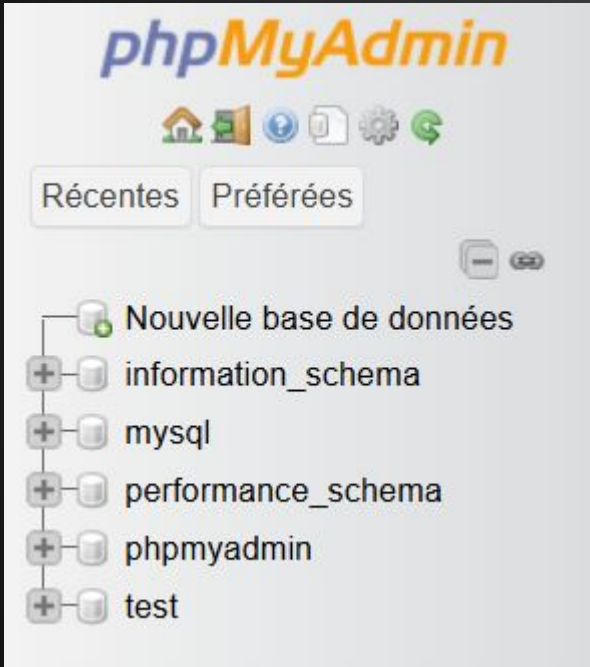 phpMyAdmin
Récentes Préférées
Nouvelle base de données
information_schema
mysql
performance_schema
phpmyadmin
test